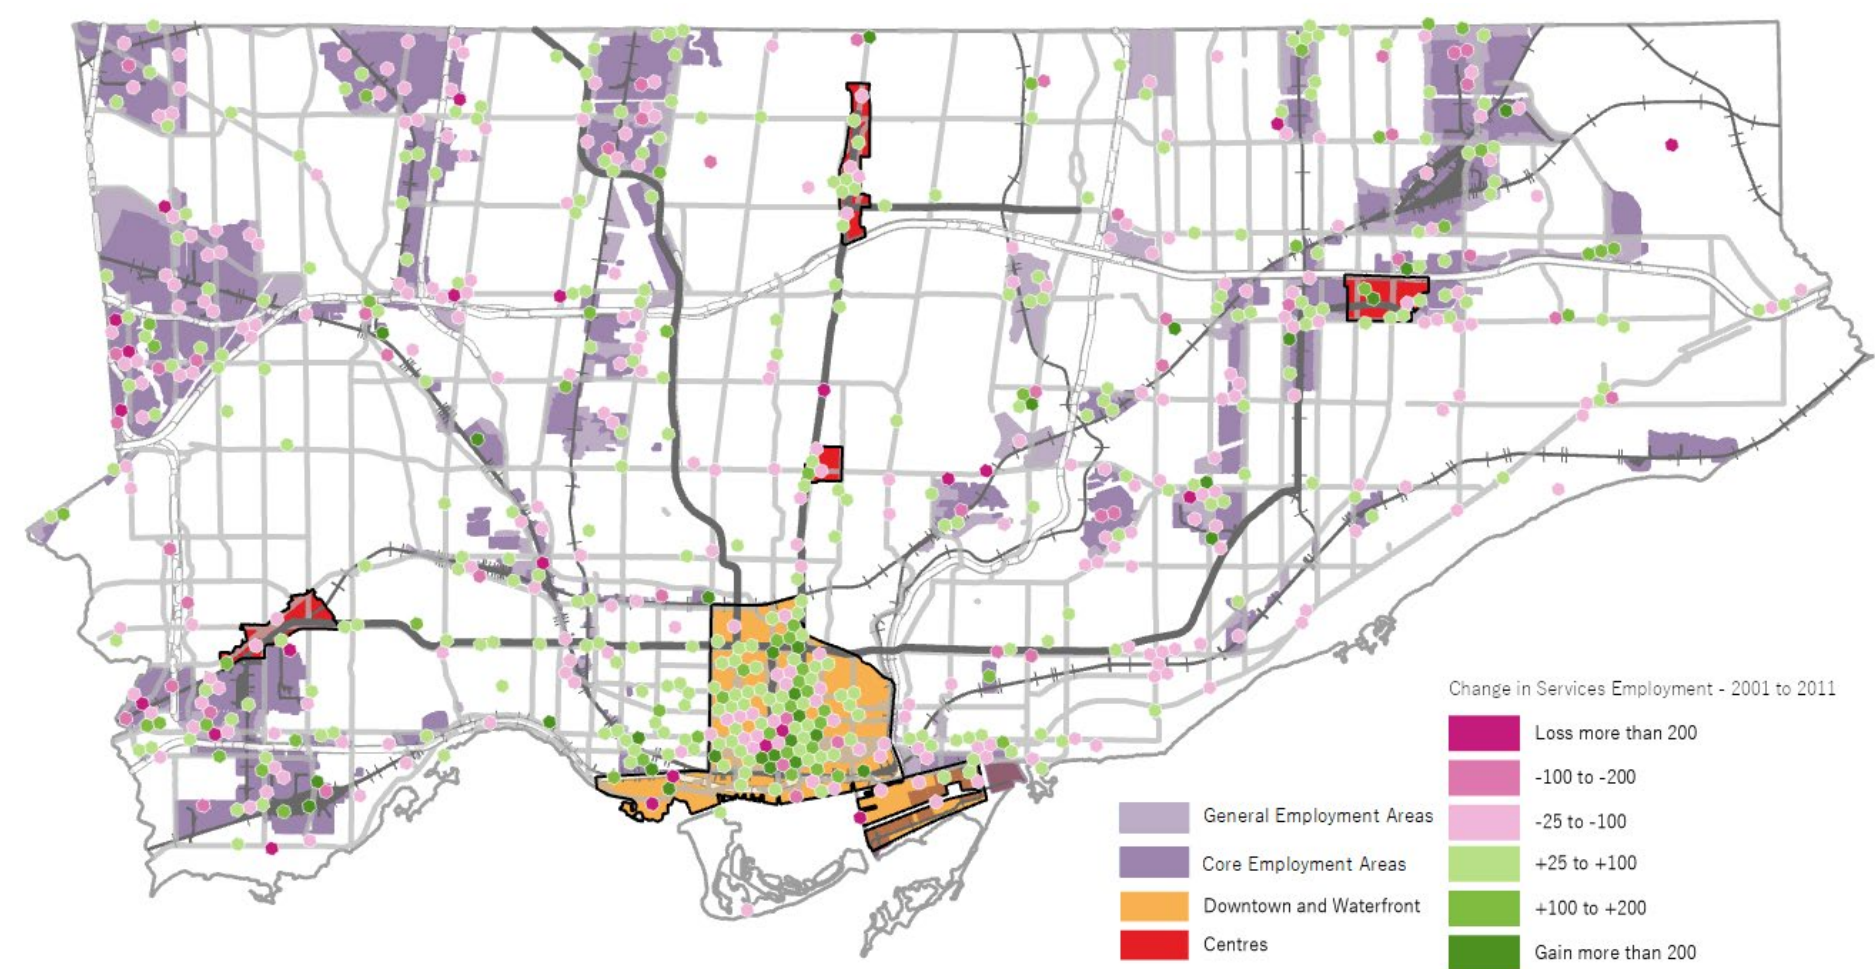 Change in Services Employment - 2001 to 2011
Loss more than 200
-100 to -200
-25 to -100
+25 to +100
+100 to +200
Gain more than 200
General Employment Areas
Core Employment Areas
Downtown and Waterfront
Centres